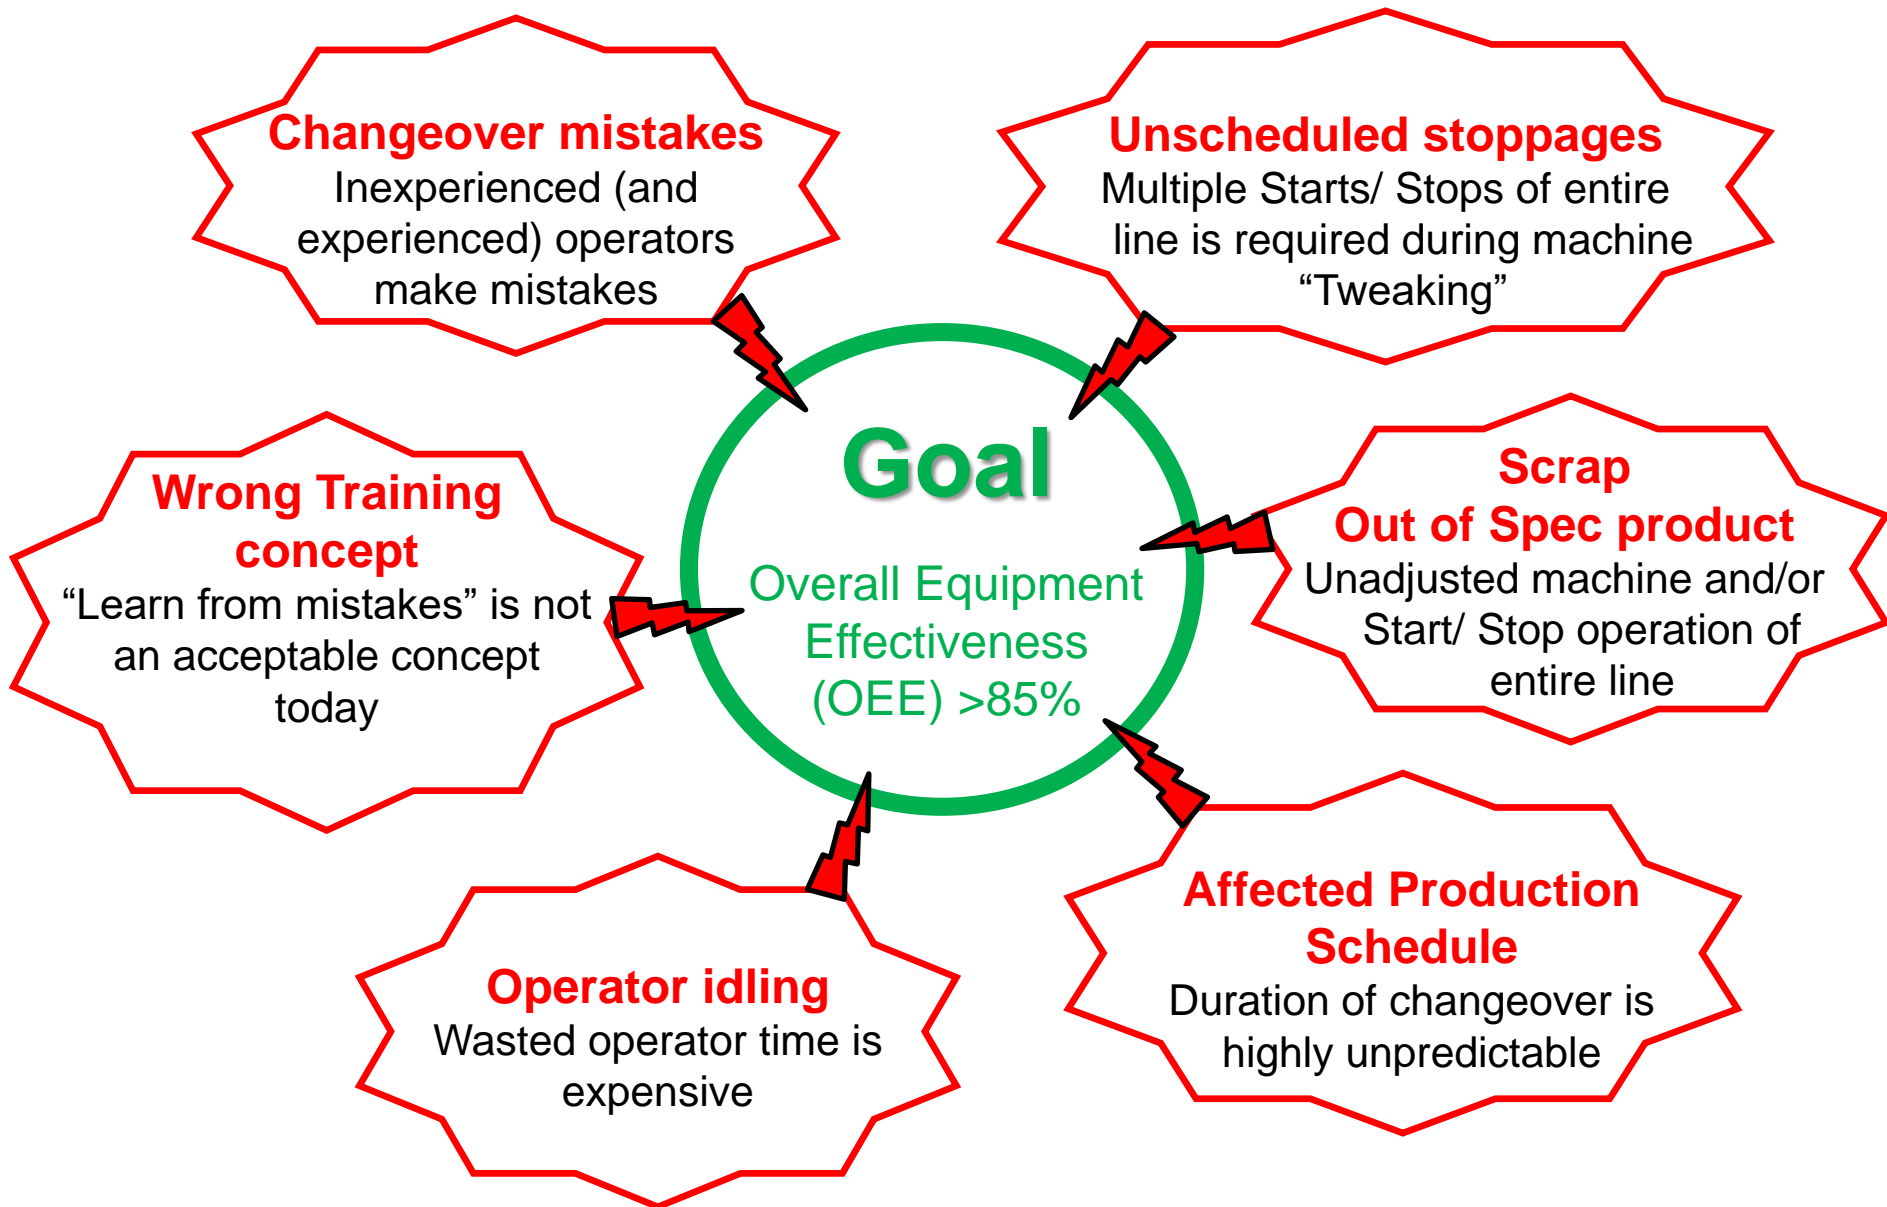 Changeover mistakes
Inexperienced (and
experienced) operators
make mistakes
Unscheduled stoppages
Multiple Starts/ Stops of entire
line is required during machine
“Tweaking”
Wrong Training
concept
“Learn from mistakes” is not
an acceptable concept
today
Goal
Overall Equipment
Effectiveness
(OEE) >85%
Scrap
Out of Spec product
Unadjusted machine and/or
Start/ Stop operation of
entire line
Operator idling
Wasted operator time is
expensive
Affected Production
Schedule
Duration of changeover is
highly unpredictable